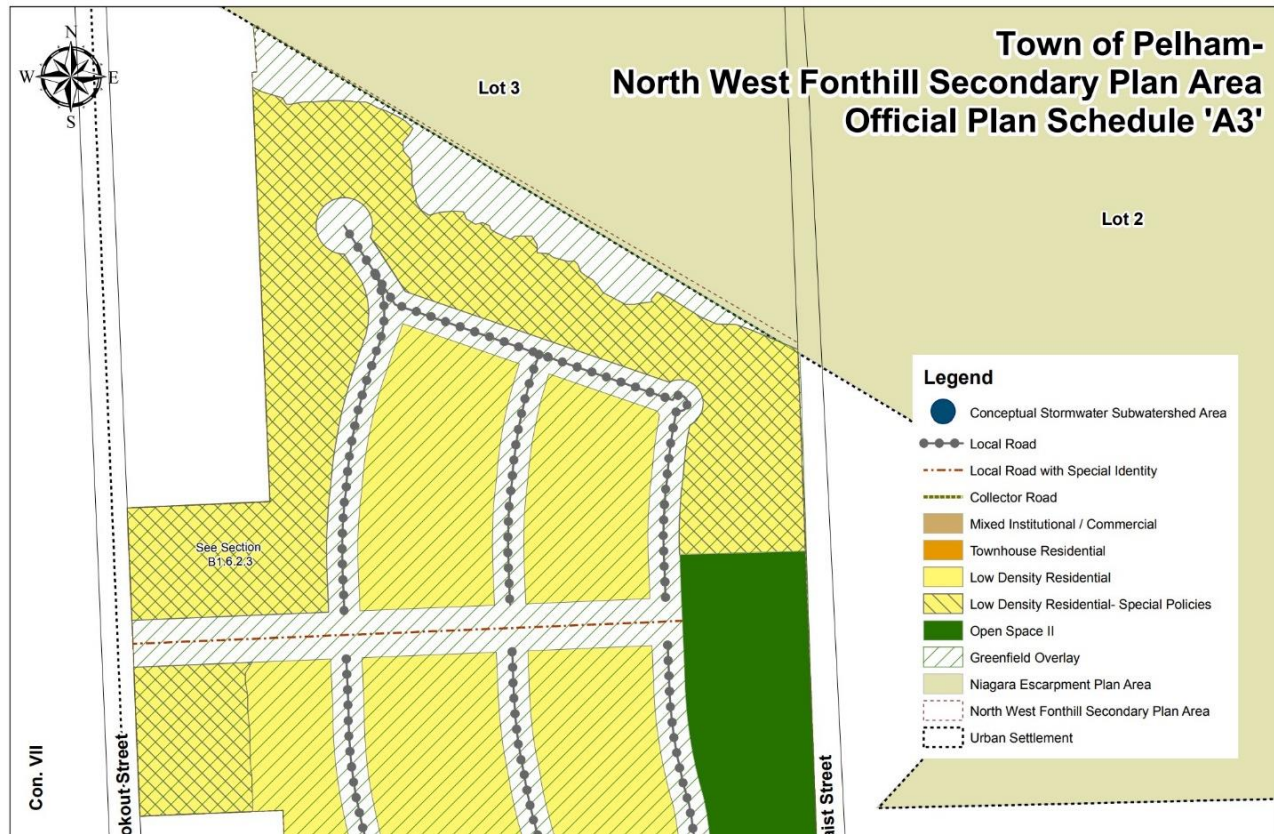 N
W E
S
Town of Pelham-
North West Fonthill Secondary Plan Area
Official Plan Schedule 'A3'
Lot 3
Lot 2
Legend
Conceptual Stormwater Subwatershed Area
Local Road
Local Road with Special Identity
Collector Road
Mixed Institutional / Commercial
Townhouse Residential
Low Density Residential
Low Density Residential- Special Policies
Open Space II
Greenfield Overlay
Niagara Escarpment Plan Area
North West Fonthill Secondary Plan Area
Urban Settlement
See Section
B1.6.2.3
Con. VII
ookout Street
aist Street